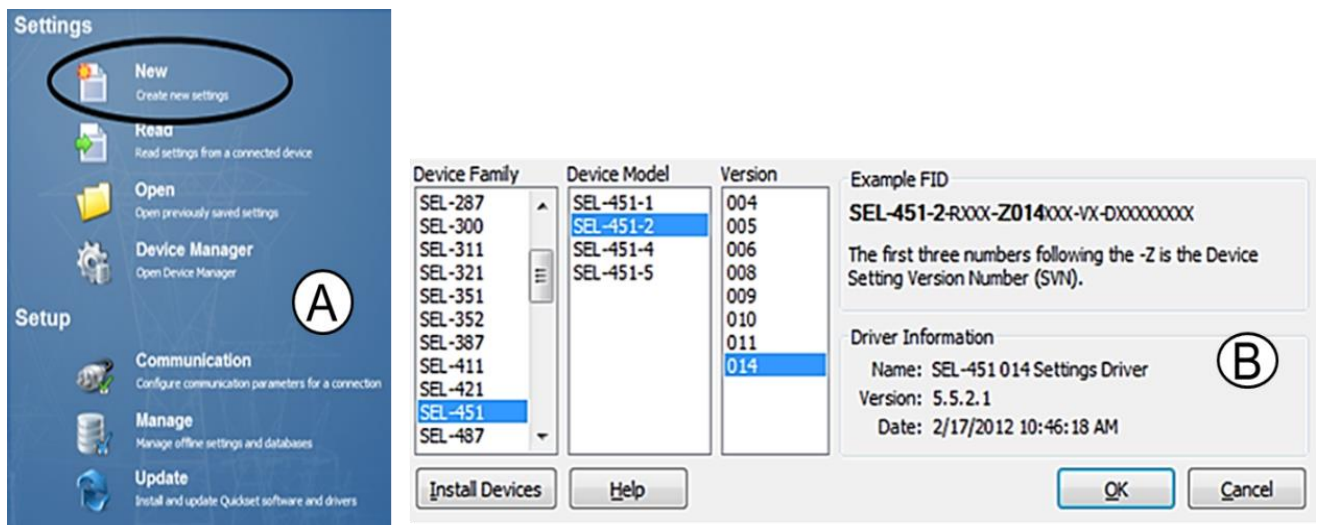 Settings
New
Create new settings
Read
Read settings from a connected device
Open
Open previously saved settings
Device Manager
Open Device Manager
A
Setup
Communication
Configure communication parameters for a connection
Manage
Manage offline settings and databases
Update
Install and update Quickset software and drivers
Device Family
SEL-287
SEL-300
SEL-311
SEL-321
SEL-351
SEL-352
SEL-387
SEL-411
SEL-421
SEL-451
SEL-487
Device Model
SEL-451-1
SEL-451-2
SEL-451-4
SEL-451-5
Version
004
005
006
008
009
010
011
014
Example FID
SEL-451-2-RXXX-Z014XXX-VX-DXXXXXXXX
The first three numbers following the -Z is the Device
Setting Version Number (SVN).
Driver Information
Name: SEL-451 014 Settings Driver
Version: 5.5.2.1
Date: 2/17/2012 10:46:18 AM
B
Install Devices
Help
OK
Cancel